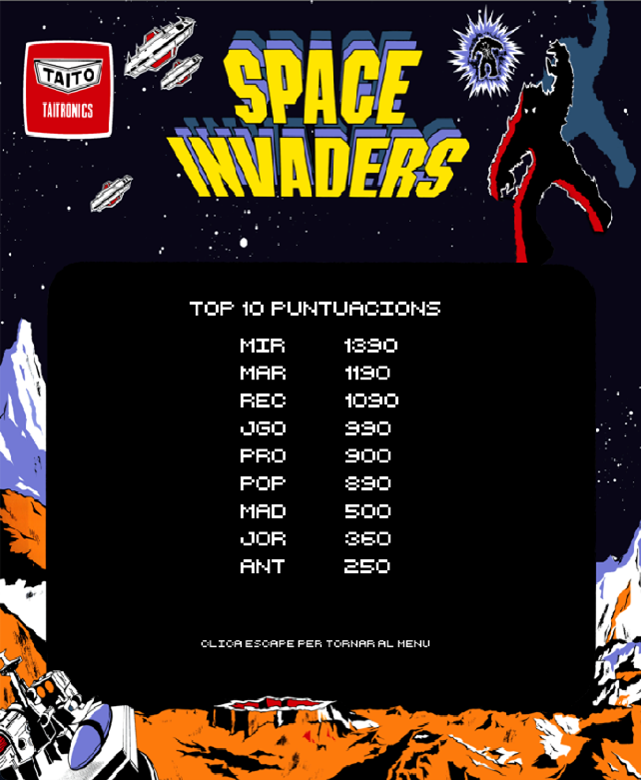 TAITO
TAITRONICS
SPACE
INVADERS
TOP 10 PUNTUACIONS
MIR 1390
MAR 1190
REC 1090
JGO 990
PRO 900
POP 890
MAD 500
JOR 360
ANT 250
CLICA ESCAPE PER TORNAR AL MENU